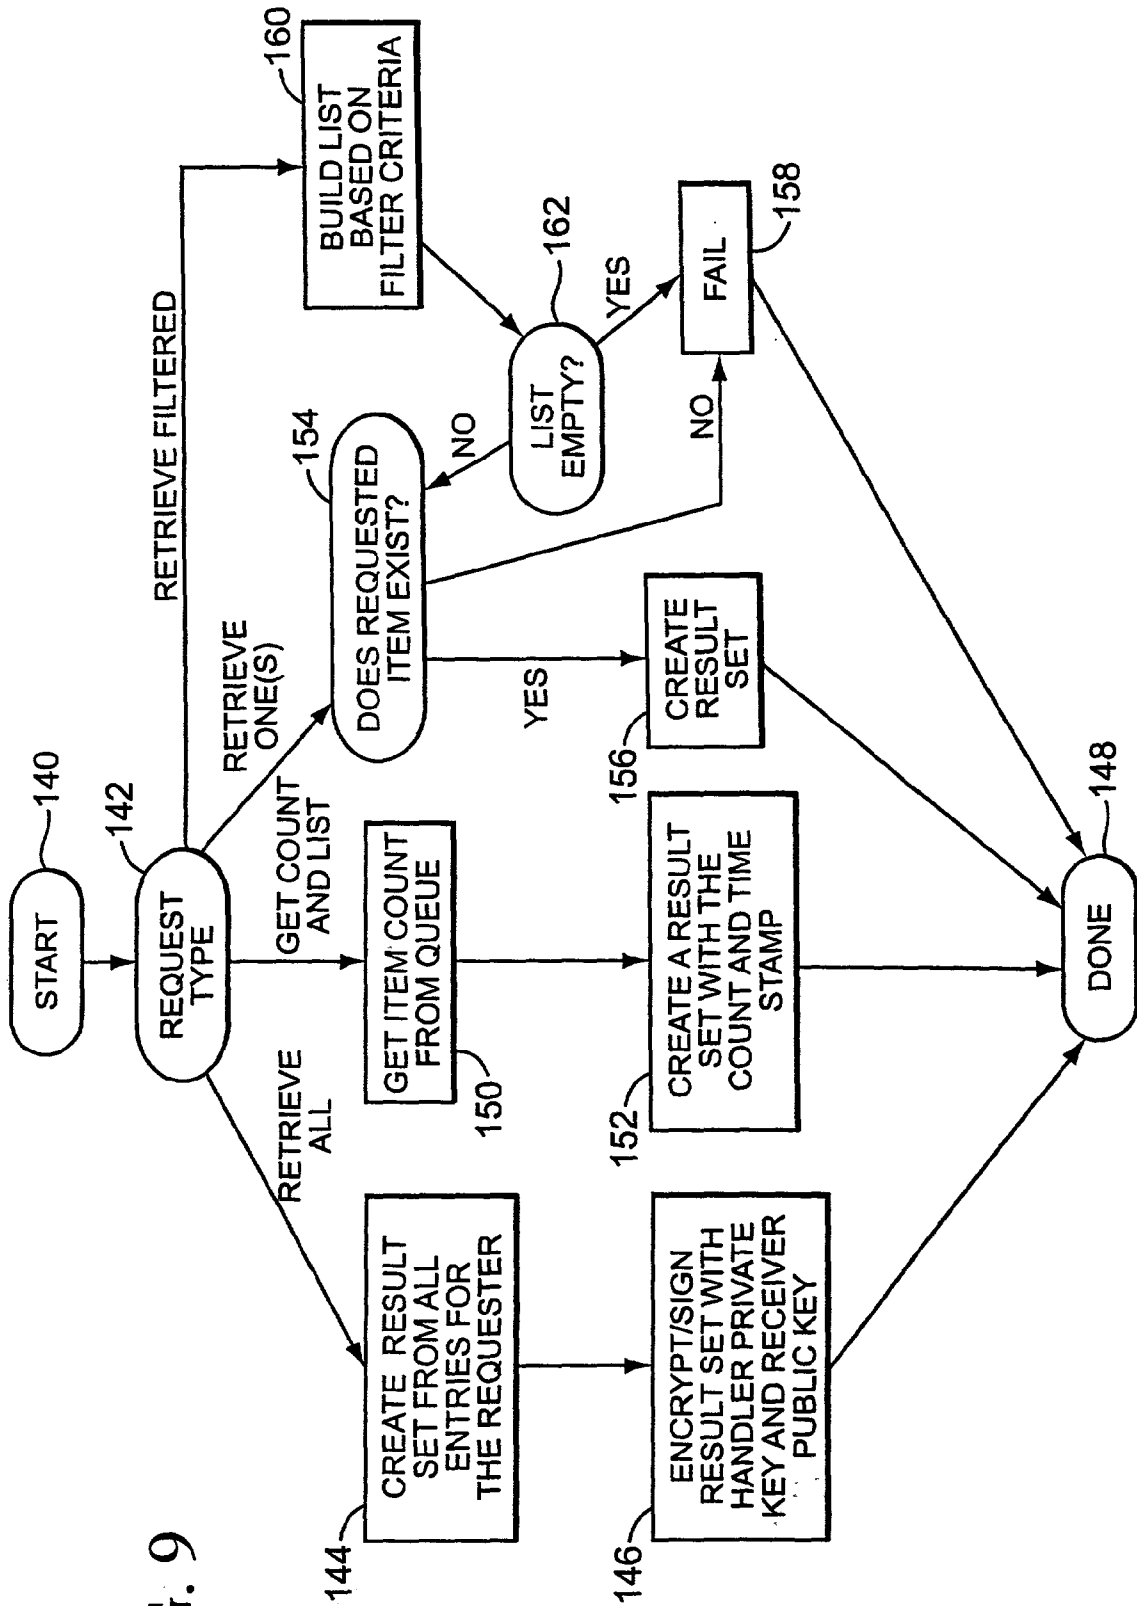 START
140
142
REQUEST
TYPE
RETRIEVE
ALL
GET COUNT
AND LIST
RETRIEVE
ONE(S)
RETRIEVE FILTERED
144
CREATE RESULT
SET FROM ALL
ENTRIES FOR
THE REQUESTER
GET ITEM COUNT
FROM QUEUE
150
154
DOES REQUESTED
ITEM EXIST?
160
BUILD LIST
BASED ON
FILTER CRITERIA
NO
162
LIST
EMPTY?
YES
YES
NO
146
ENCRYPT/SIGN
RESULT SET WITH
HANDLER PRIVATE
KEY AND RECEIVER
PUBLIC KEY
152
CREATE A RESULT
SET WITH THE
COUNT AND TIME
STAMP
156
CREATE
RESULT
SET
FAIL
158
DONE
148
. 9